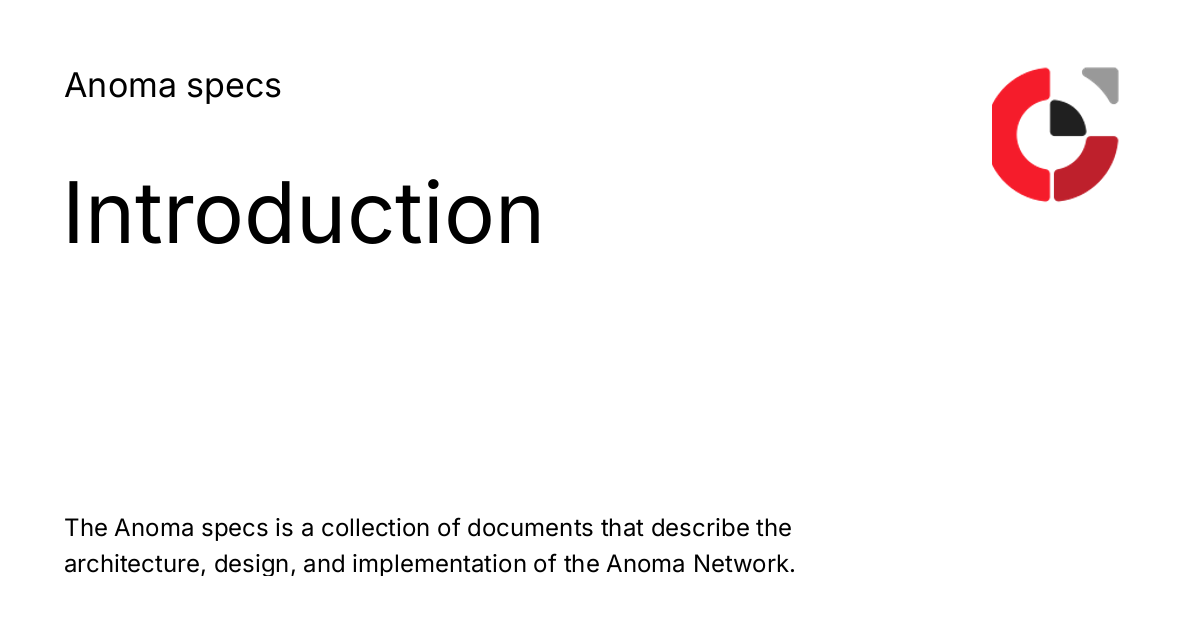 Anoma specs
Introduction
The Anoma specs is a collection of documents that describe the
architecture, design, and implementation of the Anoma Network.